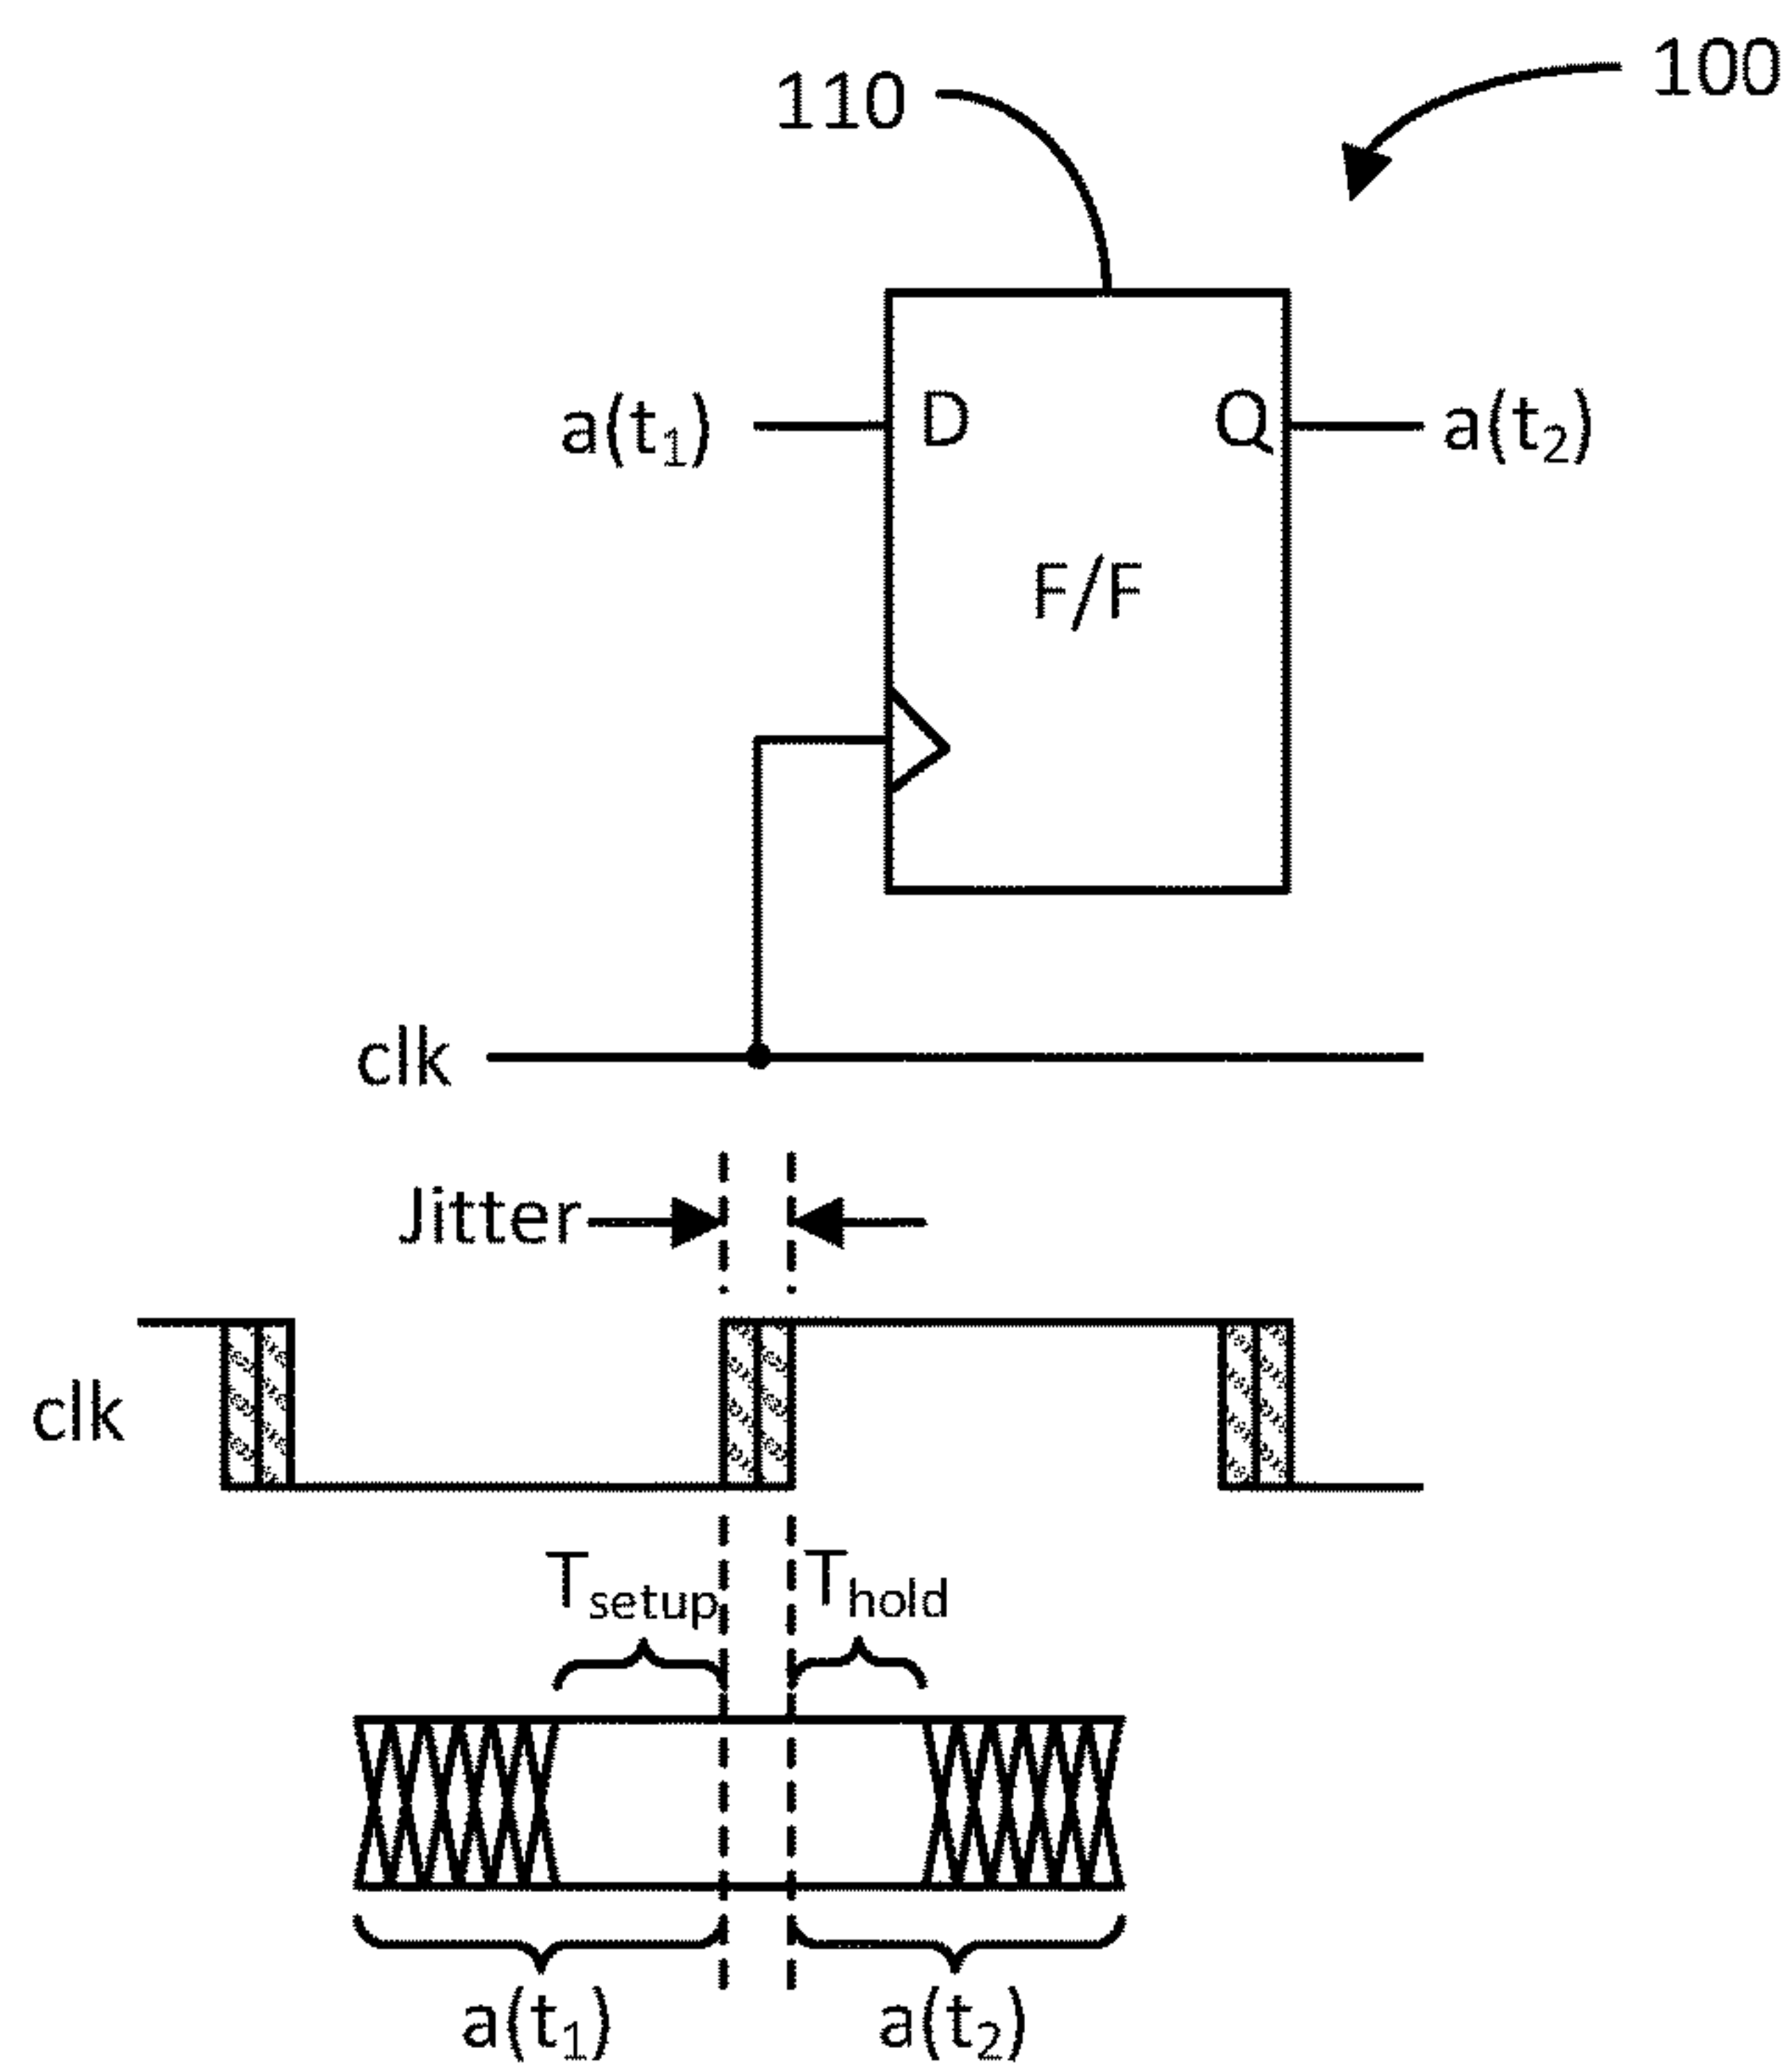 100
110
a(t₁) D Q a(t₂)
F/F
clk
Jitter
clk
Tsetup Thold
a(t₁) a(t₂)